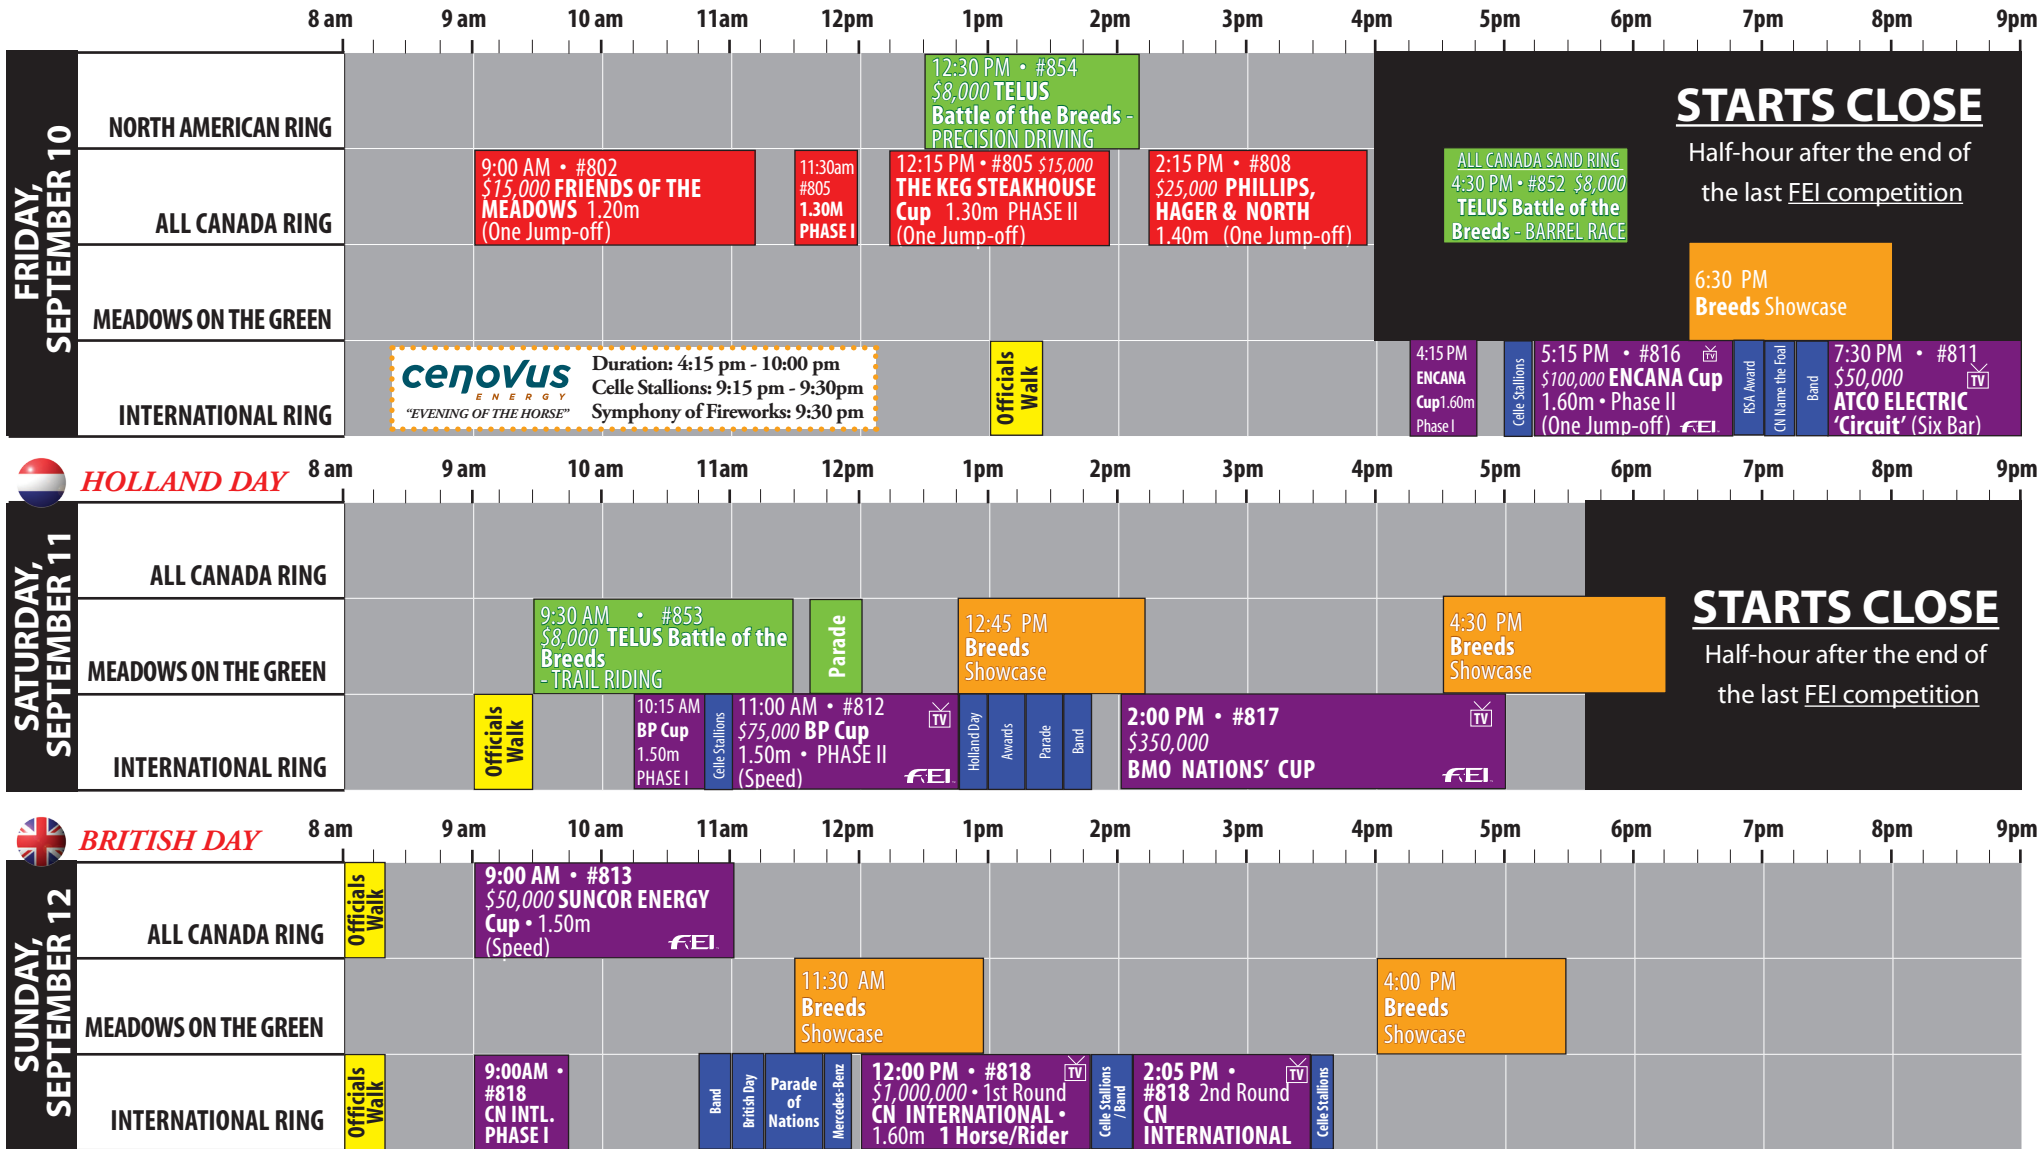 8 am 9 am 10 am 11am 12pm 1pm 2pm 3pm 4pm 5pm 6pm 7pm 8pm 9pm
FRIDAY,
SEPTEMBER 10
NORTH AMERICAN RING
12:30 PM • #854
$8,000 TELUS
Battle of the Breeds -
PRECISION DRIVING
STARTS CLOSE
Half-hour after the end of
the last FEI competition
ALL CANADA RING
9:00 AM • #802
$15,000 FRIENDS OF THE
MEADOWS 1.20m
(One Jump-off)
11:30am
#805
1.30M
PHASE I
12:15 PM • #805 $15,000
THE KEG STEAKHOUSE
Cup 1.30m PHASE II
(One Jump-off)
2:15 PM • #808
$25,000 PHILLIPS,
HAGER & NORTH
1.40m (One Jump-off)
ALL CANADA SAND RING
4:30 PM • #852 $8,000
TELUS Battle of the
Breeds - BARREL RACE
MEADOWS ON THE GREEN
6:30 PM
Breeds Showcase
INTERNATIONAL RING
cenovus
ENERGY
"EVENING OF THE HORSE"
Duration: 4:15 pm - 10:00 pm
Celle Stallions: 9:15 pm - 9:30pm
Symphony of Fireworks: 9:30 pm
Officials
Walk
4:15 PM
ENCANA
Cup1.60m
Phase I
Celle Stallions
5:15 PM • #816 TV
$100,000 ENCANA Cup
1.60m • Phase II
(One Jump-off) FEI
RSA Award
CN Name the Foal
Band
7:30 PM • #811
$50,000 TV
ATCO ELECTRIC
'Circuit' (Six Bar)
HOLLAND DAY
8 am 9 am 10 am 11am 12pm 1pm 2pm 3pm 4pm 5pm 6pm 7pm 8pm 9pm
SATURDAY,
SEPTEMBER 11
ALL CANADA RING
STARTS CLOSE
Half-hour after the end of
the last FEI competition
MEADOWS ON THE GREEN
9:30 AM • #853
$8,000 TELUS Battle of the
Breeds
- TRAIL RIDING
Parade
12:45 PM
Breeds
Showcase
4:30 PM
Breeds
Showcase
INTERNATIONAL RING
Officials
Walk
10:15 AM
BP Cup
1.50m
PHASE I
Celle Stallions
11:00 AM • #812
$75,000 BP Cup TV
1.50m • PHASE II
(Speed) FEI
Holland Day
Awards
Parade
Band
2:00 PM • #817 TV
$350,000
BMO NATIONS' CUP FEI
BRITISH DAY
8 am 9 am 10 am 11am 12pm 1pm 2pm 3pm 4pm 5pm 6pm 7pm 8pm 9pm
SUNDAY,
SEPTEMBER 12
ALL CANADA RING
Officials
Walk
9:00 AM • #813
$50,000 SUNCOR ENERGY
Cup • 1.50m
(Speed) FEI
MEADOWS ON THE GREEN
11:30 AM
Breeds
Showcase
4:00 PM
Breeds
Showcase
INTERNATIONAL RING
Officials
Walk
9:00AM •
#818
CN INTL.
PHASE I
Band
British Day
Parade
of
Nations
Mercedes-Benz
12:00 PM • #818 TV
$1,000,000 • 1st Round
CN INTERNATIONAL •
1.60m 1 Horse/Rider
Celle Stallions
/ Band
2:05 PM • TV
#818 2nd Round
CN
INTERNATIONAL
Celle Stallions